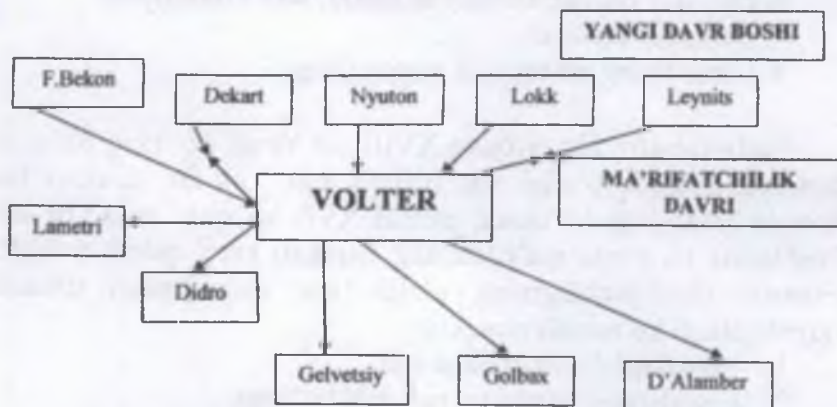 YANGI DAVR BOSHI
F.Bekon
Dekart
Nyuton
Lokk
Leynits
VOLTER
MA'RIFATCHILIK
DAVRI
Lametri
Didro
Gelvetsiy
Golbax
D'Alamber